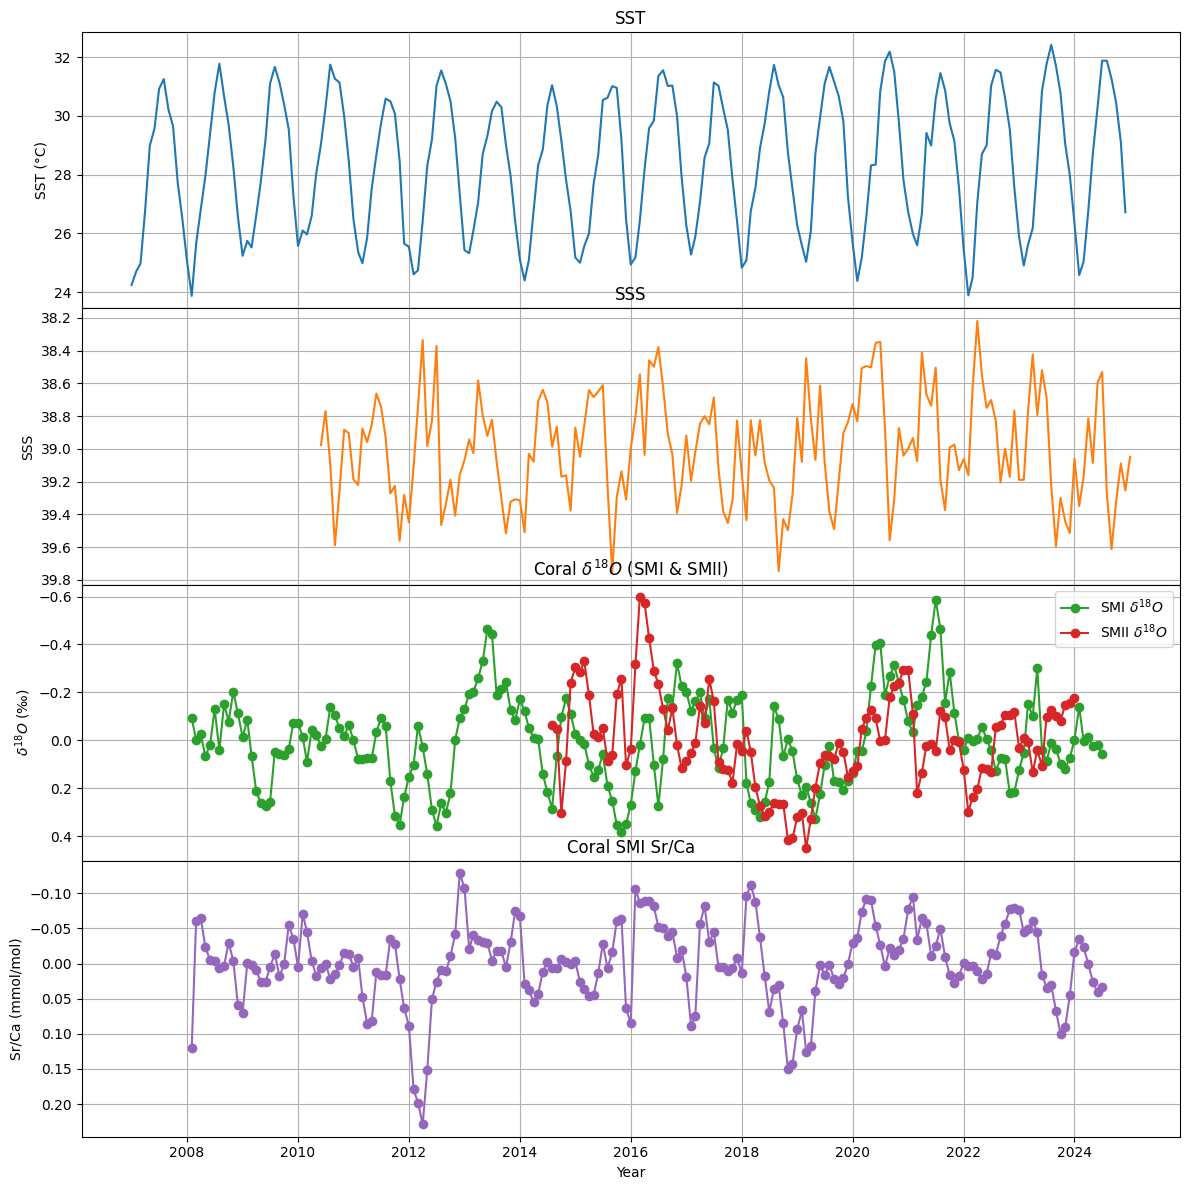 SST
SST (°C)
32
30
28
26
24
SSS
SSS
38.2
38.4
38.6
38.8
39.0
39.2
39.4
39.6
39.8
Coral δ¹⁸O (SMI & SMII)
δ¹⁸O (‰)
−0.6
−0.4
−0.2
0.0
0.2
0.4
SMI δ¹⁸O
SMII δ¹⁸O
Coral SMI Sr/Ca
Sr/Ca (mmol/mol)
−0.10
−0.05
0.00
0.05
0.10
0.15
0.20
2008 2010 2012 2014 2016 2018 2020 2022 2024
Year